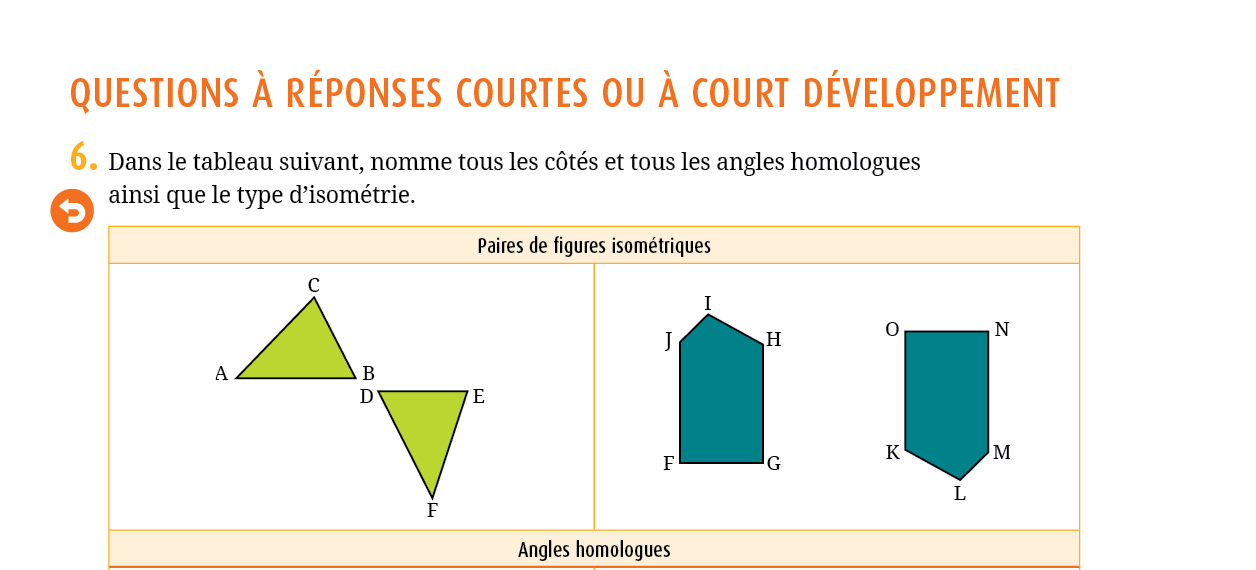 QUESTIONS À RÉPONSES COURTES OU À COURT DÉVELOPPEMENT
6. Dans le tableau suivant, nomme tous les côtés et tous les angles homologues
ainsi que le type d’isométrie.
Paires de figures isométriques
C
A
B
D
E
F
I
J
H
F
G
O
N
K
M
L
Angles homologues